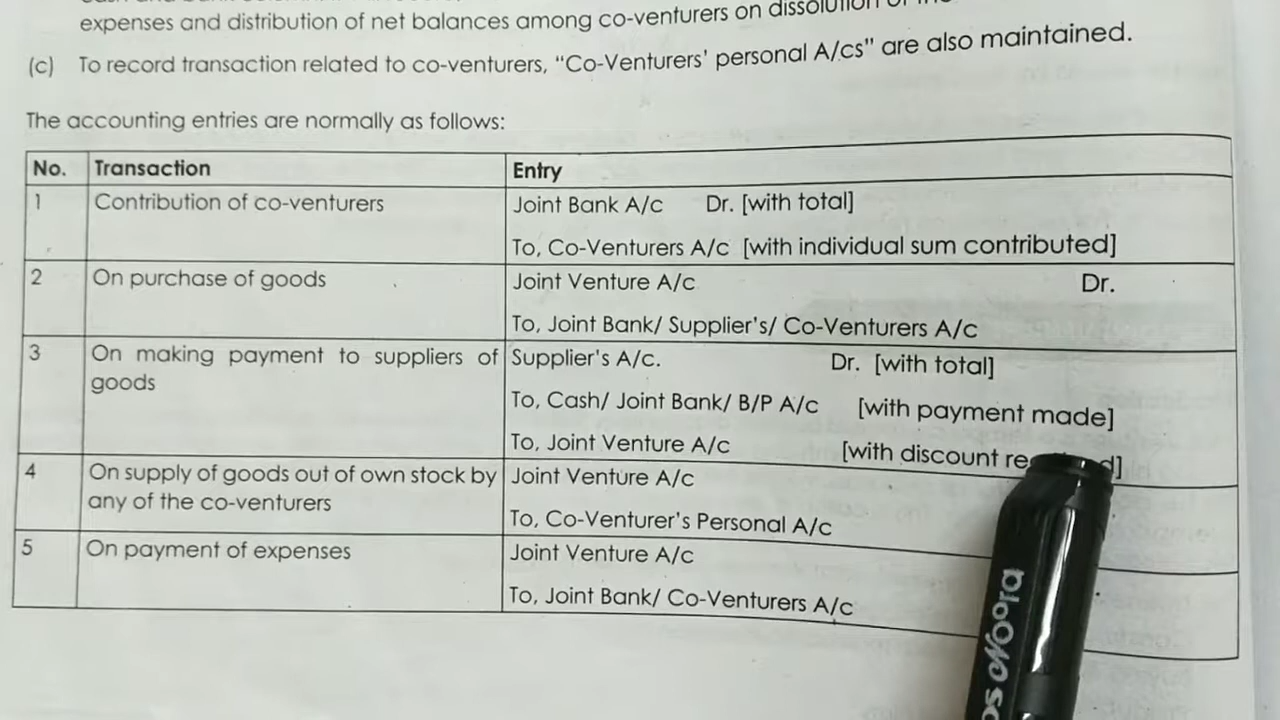 expenses and distribution of net balances among co-venturers on dissolution of the
(c) To record transaction related to co-venturers, “Co-Venturers’ personal A/cs” are also maintained.
The accounting entries are normally as follows:
No. Transaction Entry
1 Contribution of co-venturers Joint Bank A/c Dr. [with total]
To, Co-Venturers A/c [with individual sum contributed]
2 On purchase of goods Joint Venture A/c Dr.
To, Joint Bank/ Supplier's/ Co-Venturers A/c
3 On making payment to suppliers of Supplier's A/c. Dr. [with total]
goods
To, Cash/ Joint Bank/ B/P A/c [with payment made]
To, Joint Venture A/c [with discount
4 On supply of goods out of own stock by Joint Venture A/c
any of the co-venturers
To, Co-Venturer's Personal A/c
5 On payment of expenses Joint Venture A/c
To, Joint Bank/ Co-Venturers A/c